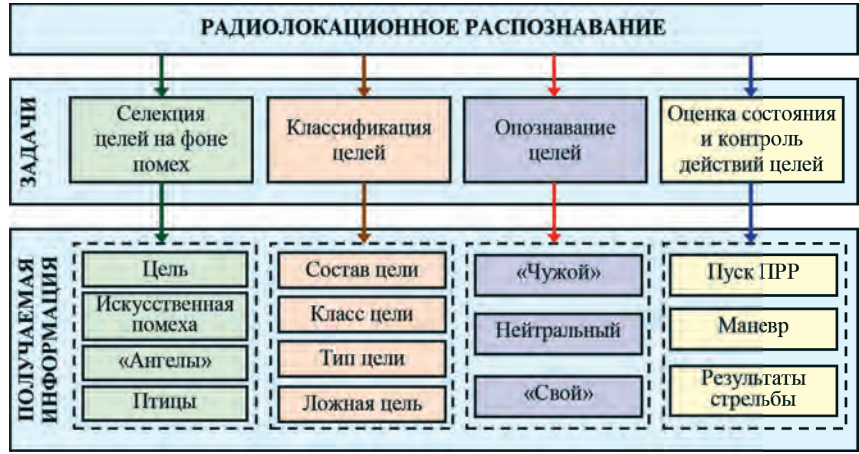 РАДИОЛОКАЦИОННОЕ РАСПОЗНАВАНИЕ
ЗАДАЧИ
Селекция
целей на фоне
помех
Классификация
целей
Опознавание
целей
Оценка состояния
и контроль
действий целей
ПОЛУЧАЕМАЯ
ИНФОРМАЦИЯ
Цель
Искусственная
помеха
«Ангелы»
Птицы
Состав цели
Класс цели
Тип цели
Ложная цель
«Чужой»
Нейтральный
«Свой»
Пуск ПРР
Маневр
Результаты
стрельбы